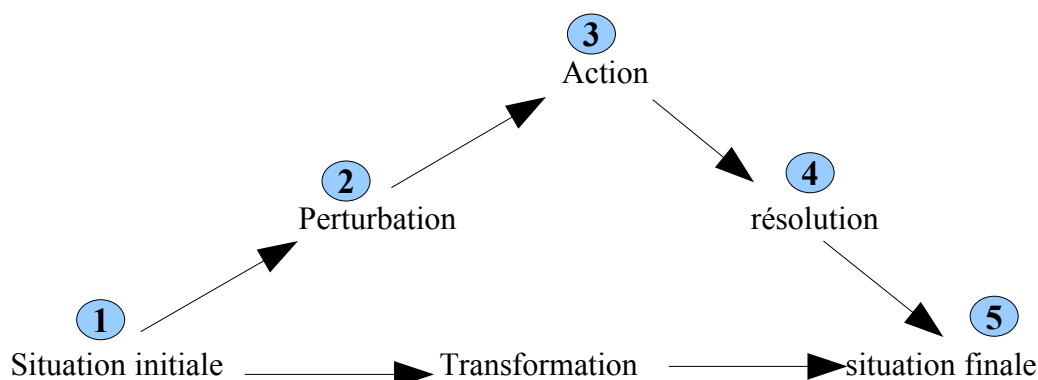 3
Action
2
Perturbation
4
résolution
1
Situation initiale
Transformation
5
situation finale